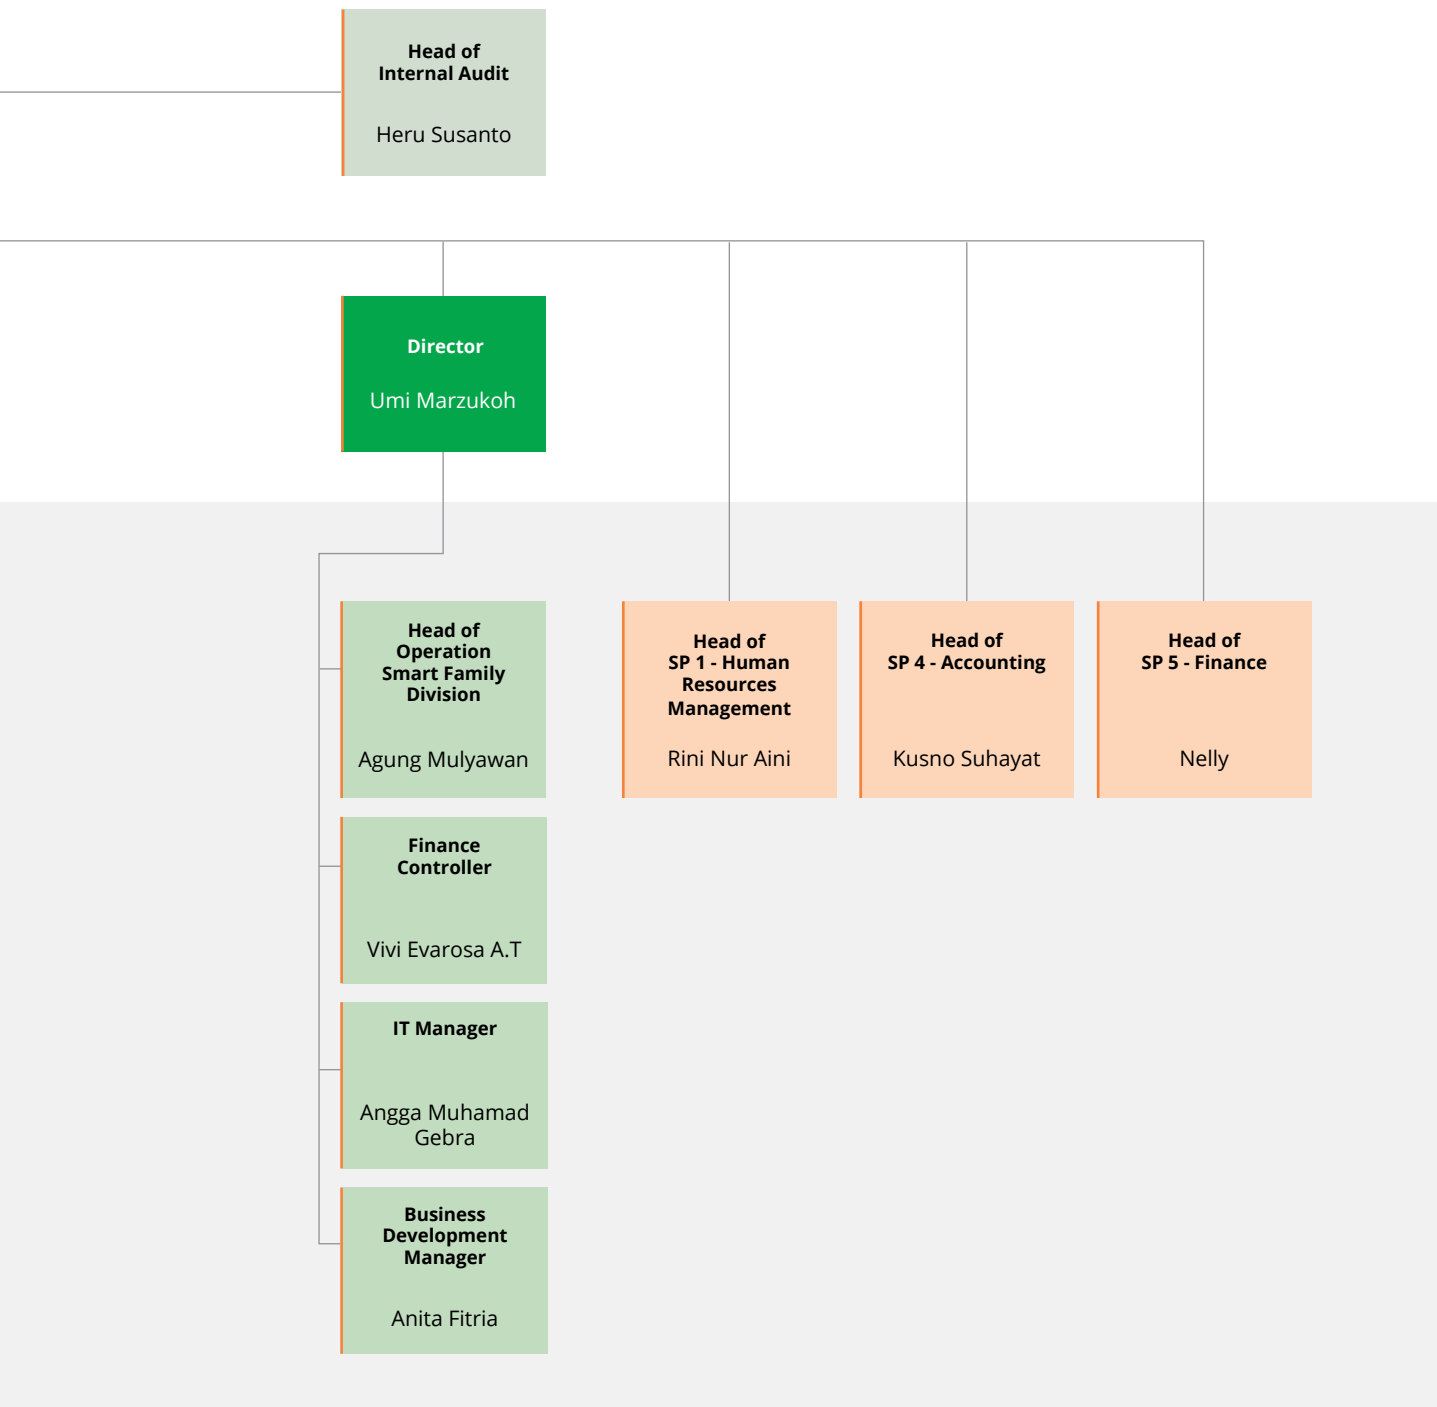 Head of
Internal Audit
Heru Susanto
Director
Umi Marzukoh
Head of
Operation
Smart Family
Division
Agung Mulyawan
Head of
SP 1 - Human
Resources
Management
Rini Nur Aini
Head of
SP 4 - Accounting
Kusno Suhayat
Head of
SP 5 - Finance
Nelly
Finance
Controller
Vivi Evarosa A.T
IT Manager
Angga Muhamad
Gebra
Business
Development
Manager
Anita Fitria